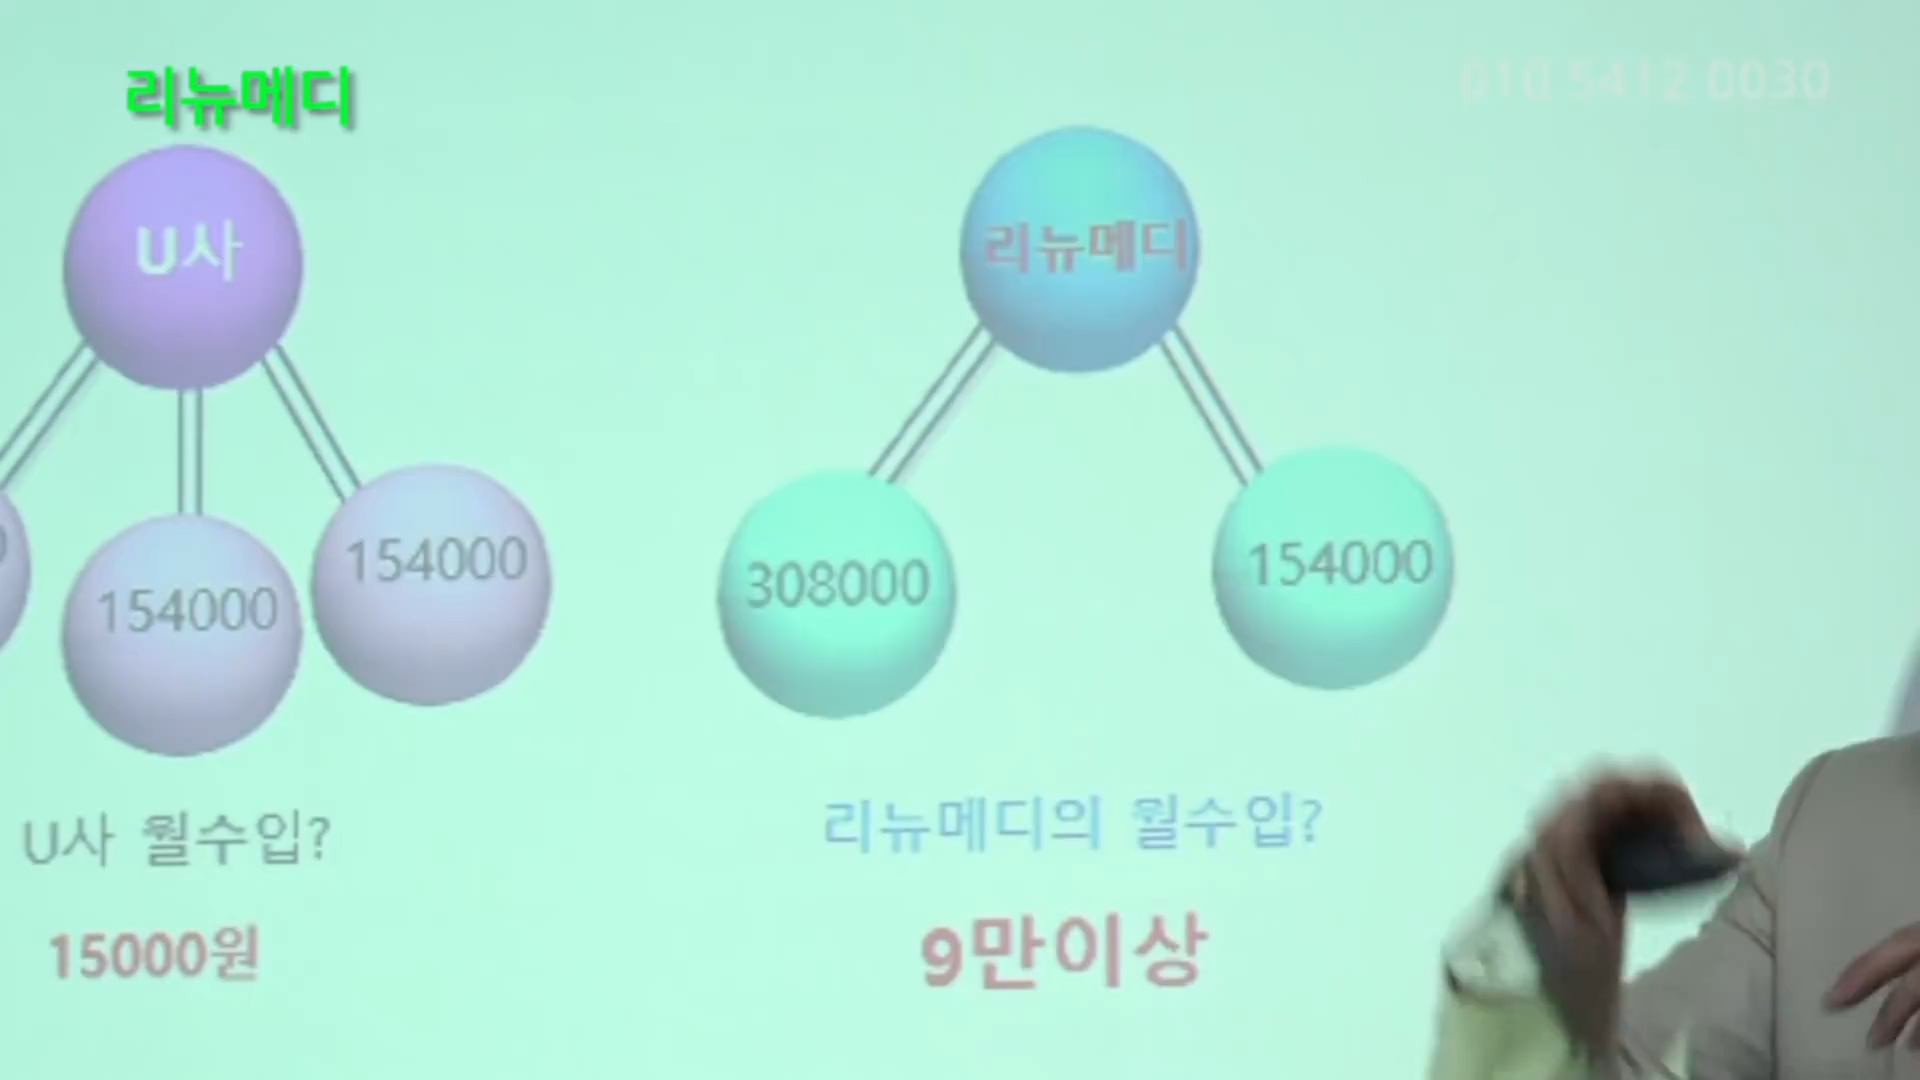 리뉴메디
010 5412 0030
U사
리뉴메디
154000
154000
308000
154000
U사 월수입?
리뉴메디의 월수입?
15000원
9만이상